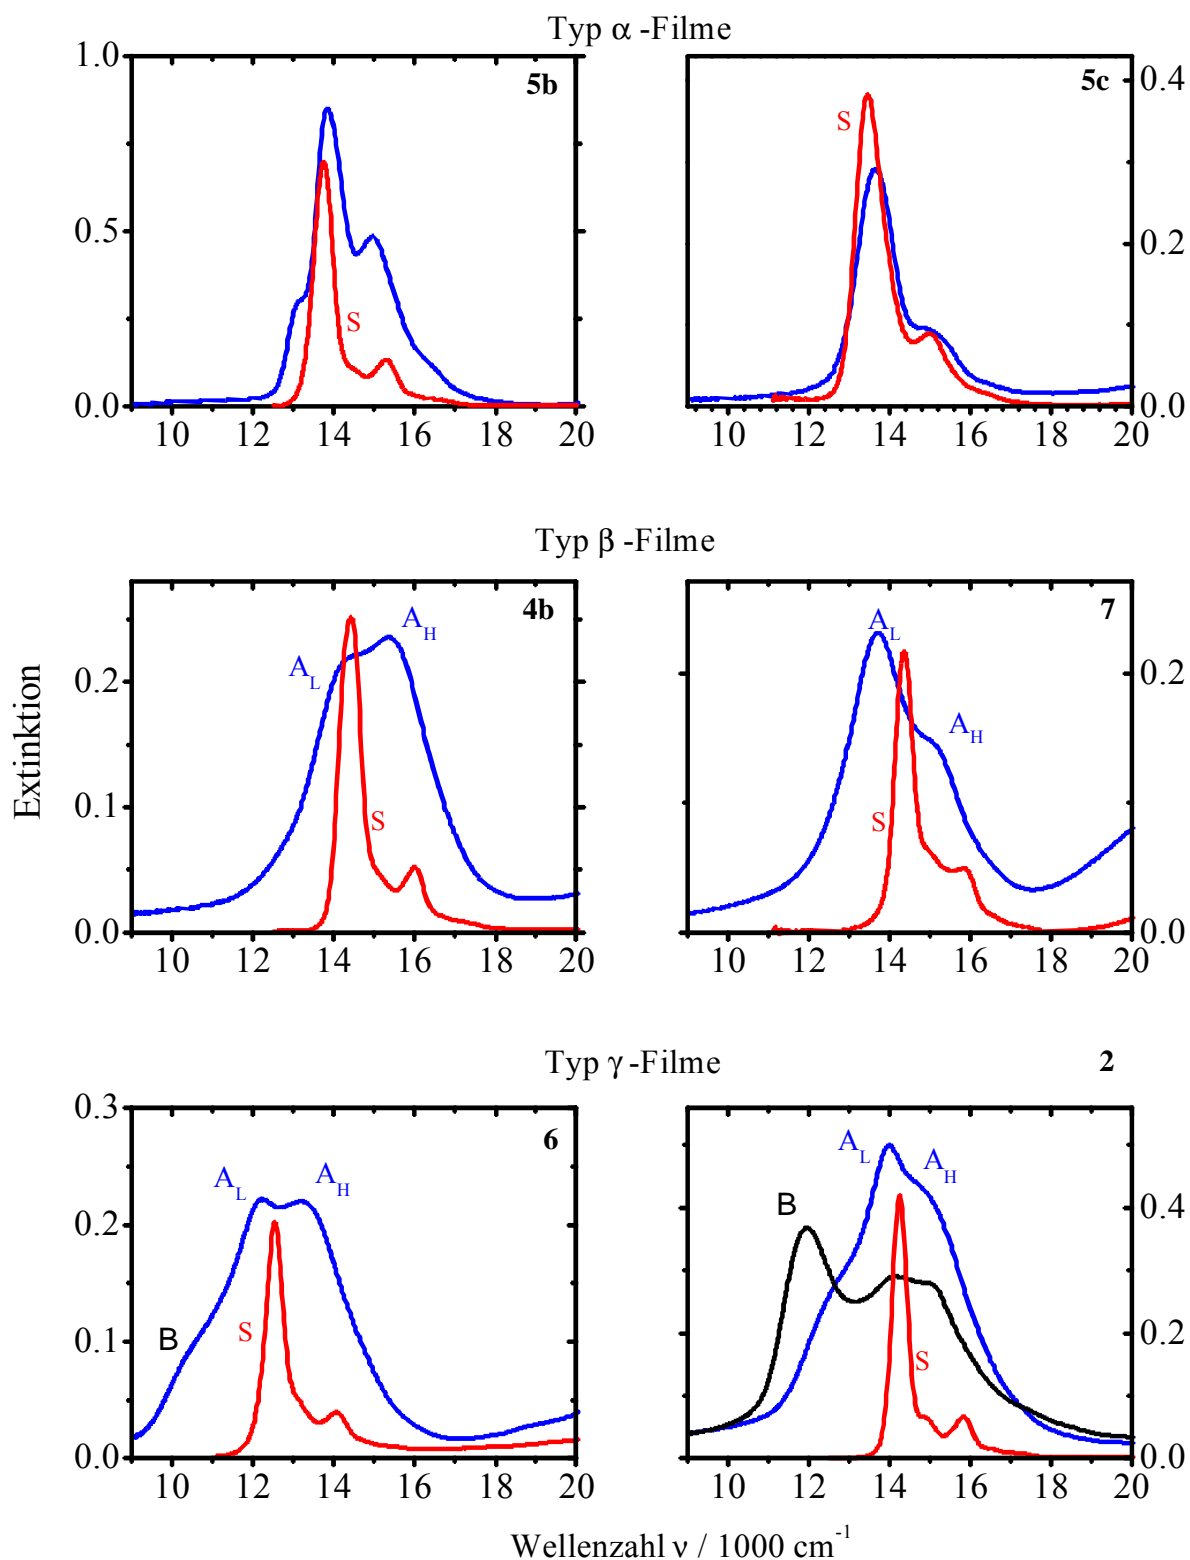 Typ α -Filme
1.0
5b
5c
0.4
S
0.5
S
0.2
0.0
0.0
10 12 14 16 18 20
10 12 14 16 18 20
Typ β -Filme
4b
7
A_H
A_L
A_L
0.2
0.2
A_H
Extinktion
0.1
S
S
0.0
0.0
10 12 14 16 18 20
10 12 14 16 18 20
Typ γ -Filme
2
0.3
6
A_L
A_H
A_L
A_H
B
0.2
0.4
S
B
0.1
0.2
S
0.0
0.0
10 12 14 16 18 20
10 12 14 16 18 20
Wellenzahl ν / 1000 cm⁻¹